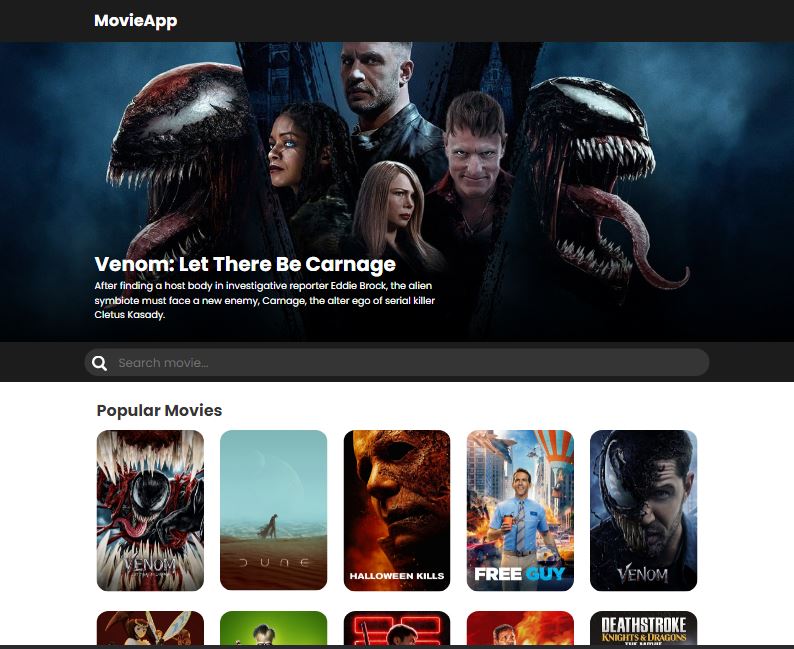 MovieApp
Venom: Let There Be Carnage
After finding a host body in investigative reporter Eddie Brock, the alien
symbiote must face a new enemy, Carnage, the alter ego of serial killer
Cletus Kasady.
Search movie...
Popular Movies
VENOM
DUNE
HALLOWEEN KILLS
FREE GUY
VENOM
DEATHSTROKE
KNIGHTS & DRAGONS
THE MOVIE